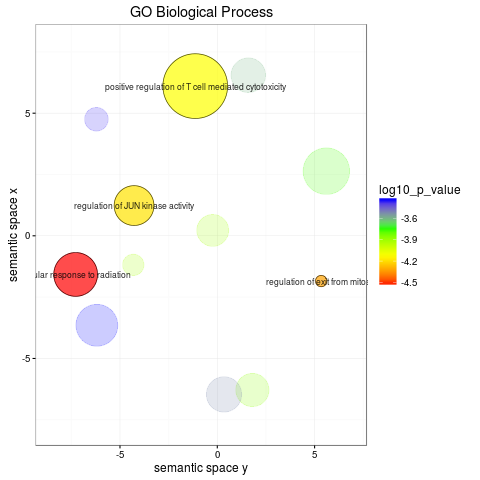 GO Biological Process
positive regulation of T cell mediated cytotoxicity
regulation of JUN kinase activity
response to radiation
regulation of exit from
semantic space x
semantic space y
5
0
-5
-5
0
5
log10_p_value
-3.6
-3.9
-4.2
-4.5